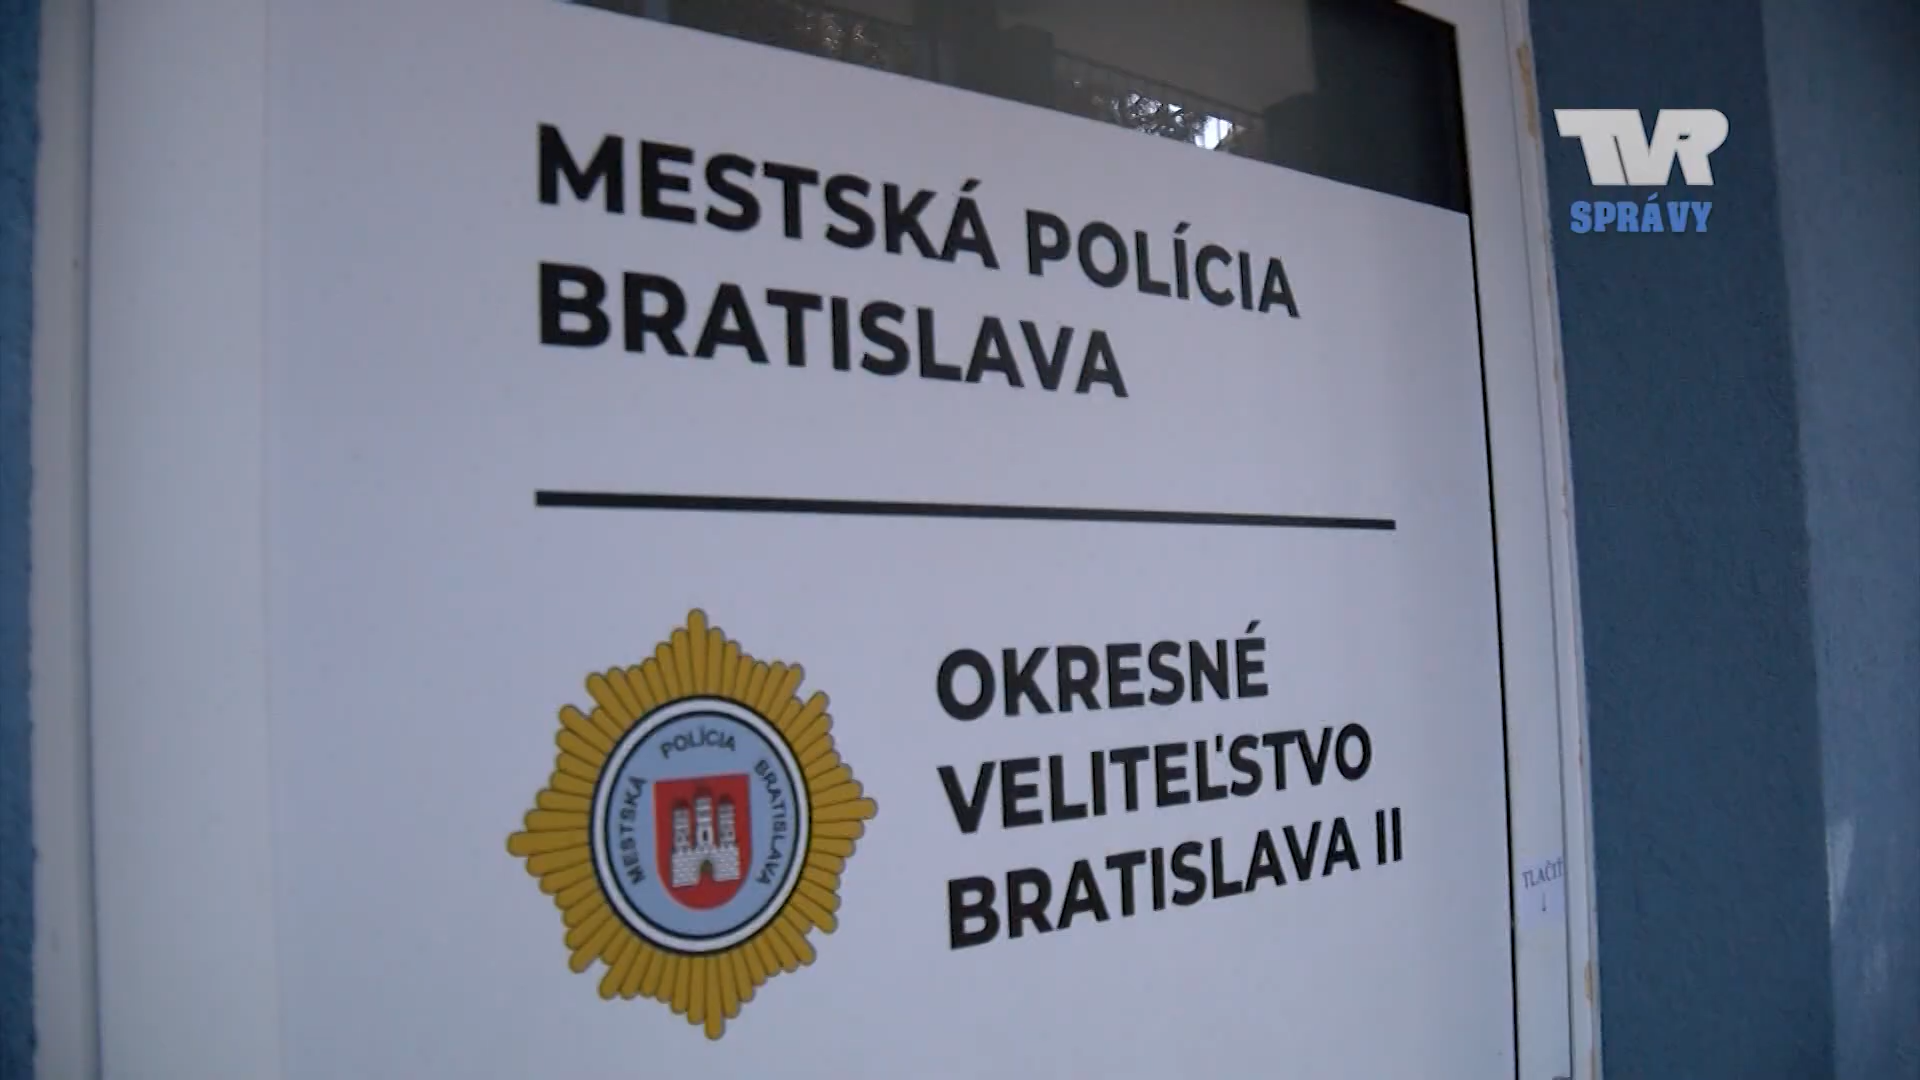 TVR
SPRÁVY
MESTSKÁ POLÍCIA
BRATISLAVA
MESTSKÁ POLÍCIA BRATISLAVA
OKRESNÉ
VELITEĽSTVO
BRATISLAVA II
TLAČIŤ
↓